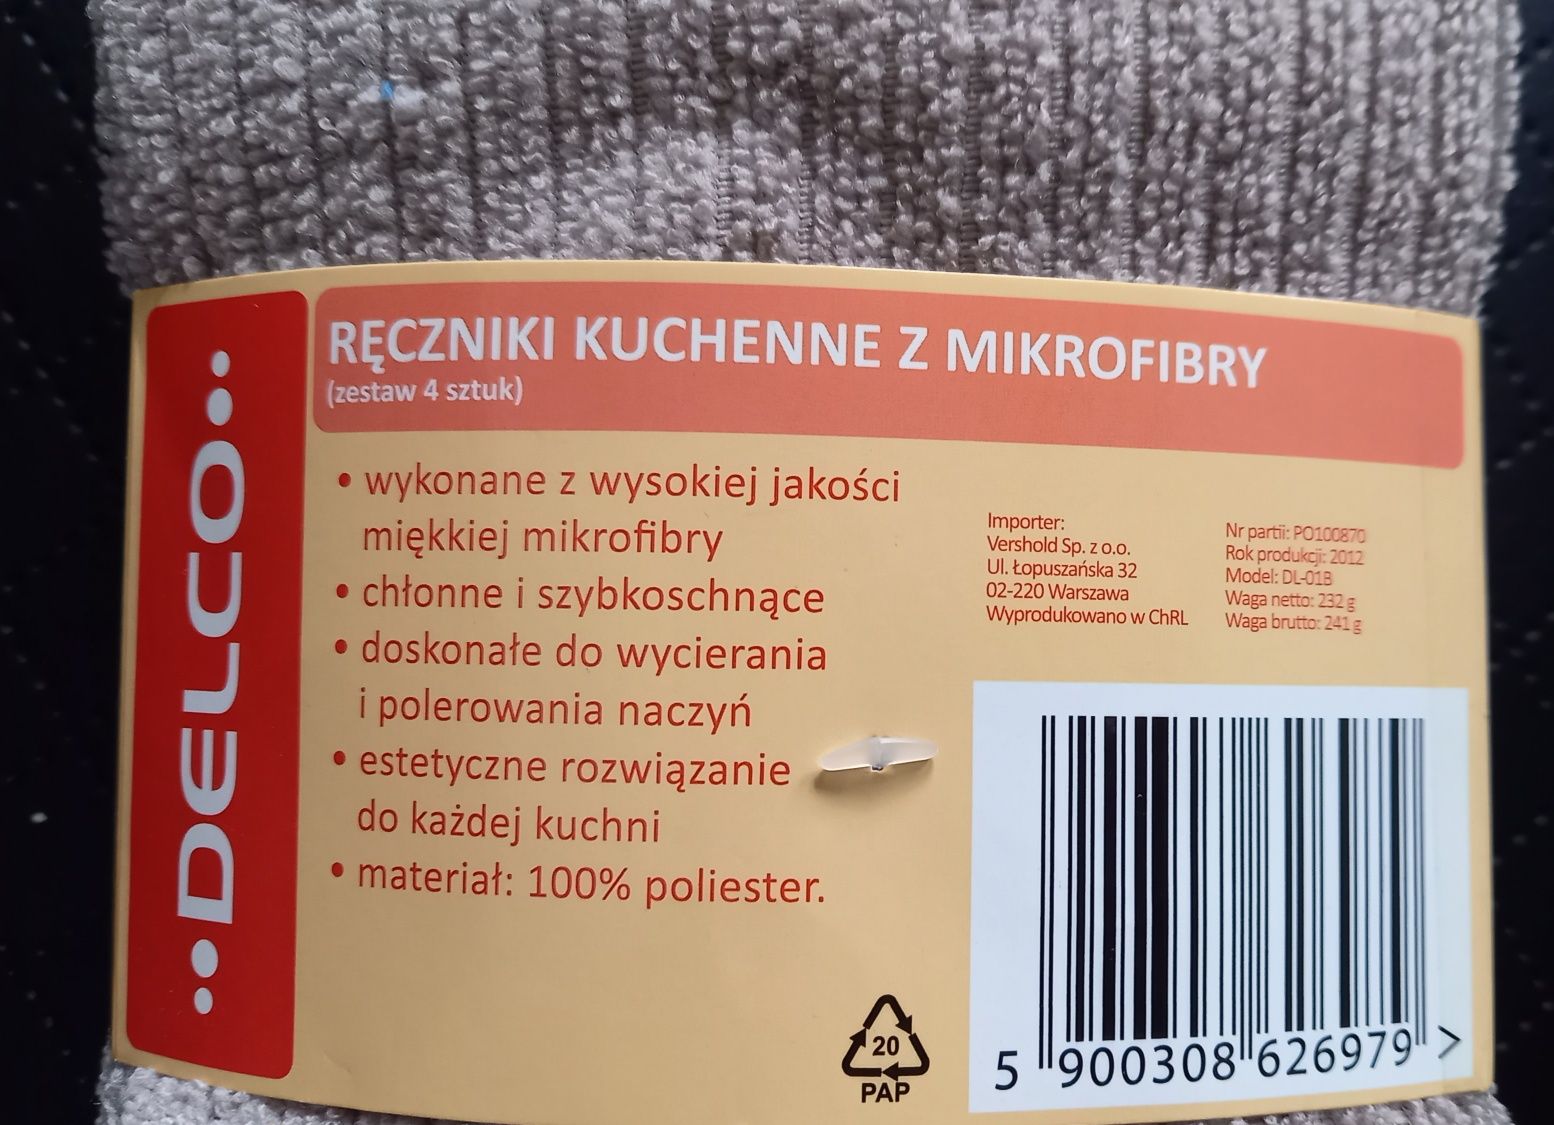 ••DELCO••
RĘCZNIKI KUCHENNE Z MIKROFIBRY
(zestaw 4 sztuk)
• wykonane z wysokiej jakości
miękkiej mikrofibry
• chłonne i szybkoschnące
• doskonałe do wycierania
i polerowania naczyń
• estetyczne rozwiązanie
do każdej kuchni
• materiał: 100% poliester.
Importer:
Vershold Sp. z o.o.
Ul. Łopuszańska 32
02-220 Warszawa
Wyprodukowano w ChRL
Nr partii: PO100870
Rok produkcji: 2012
Model: DL-01B
Waga netto: 232 g
Waga brutto: 241 g
20
PAP
5 900308 626979 >